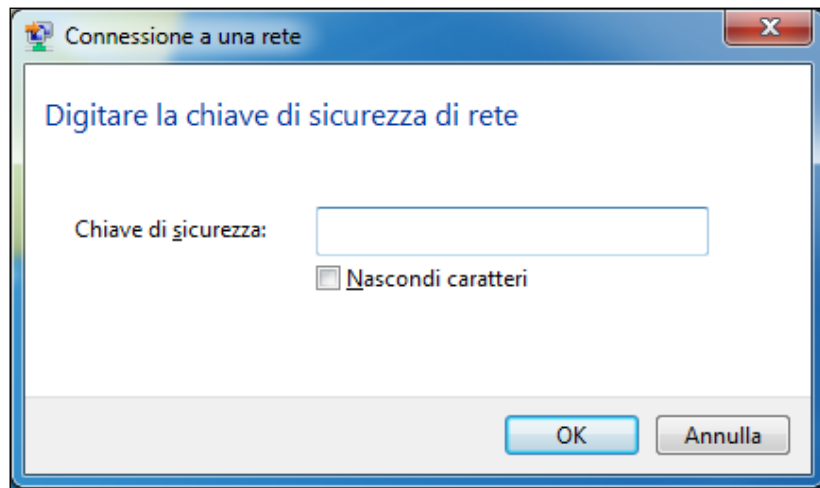 Connessione a una rete
Digitare la chiave di sicurezza di rete
Chiave di sicurezza:
Nascondi caratteri
OK Annulla